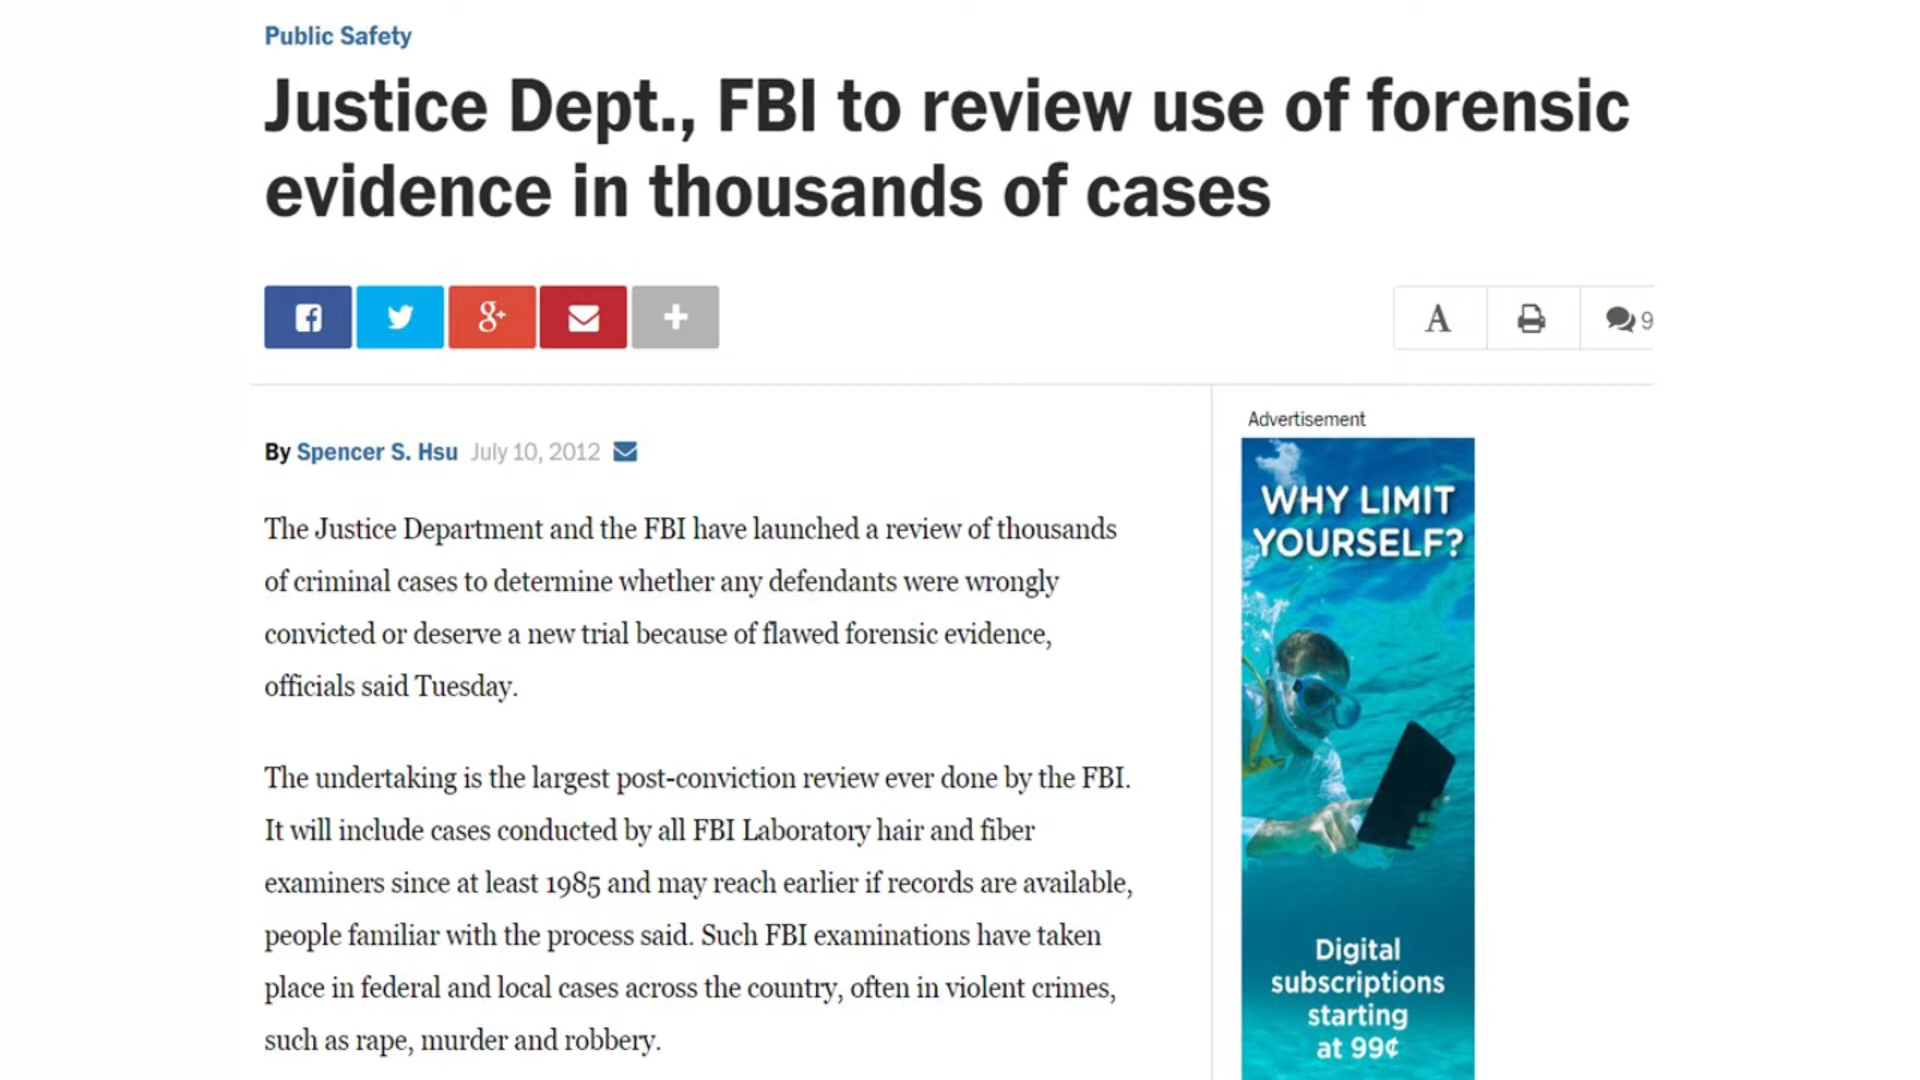 Public Safety
Justice Dept., FBI to review use of forensic
evidence in thousands of cases
A
9
By Spencer S. Hsu July 10, 2012
Advertisement
The Justice Department and the FBI have launched a review of thousands
of criminal cases to determine whether any defendants were wrongly
convicted or deserve a new trial because of flawed forensic evidence,
officials said Tuesday.
The undertaking is the largest post-conviction review ever done by the FBI.
It will include cases conducted by all FBI Laboratory hair and fiber
examiners since at least 1985 and may reach earlier if records are available,
people familiar with the process said. Such FBI examinations have taken
place in federal and local cases across the country, often in violent crimes,
such as rape, murder and robbery.
WHY LIMIT
YOURSELF?
Digital
subscriptions
starting
at 99¢